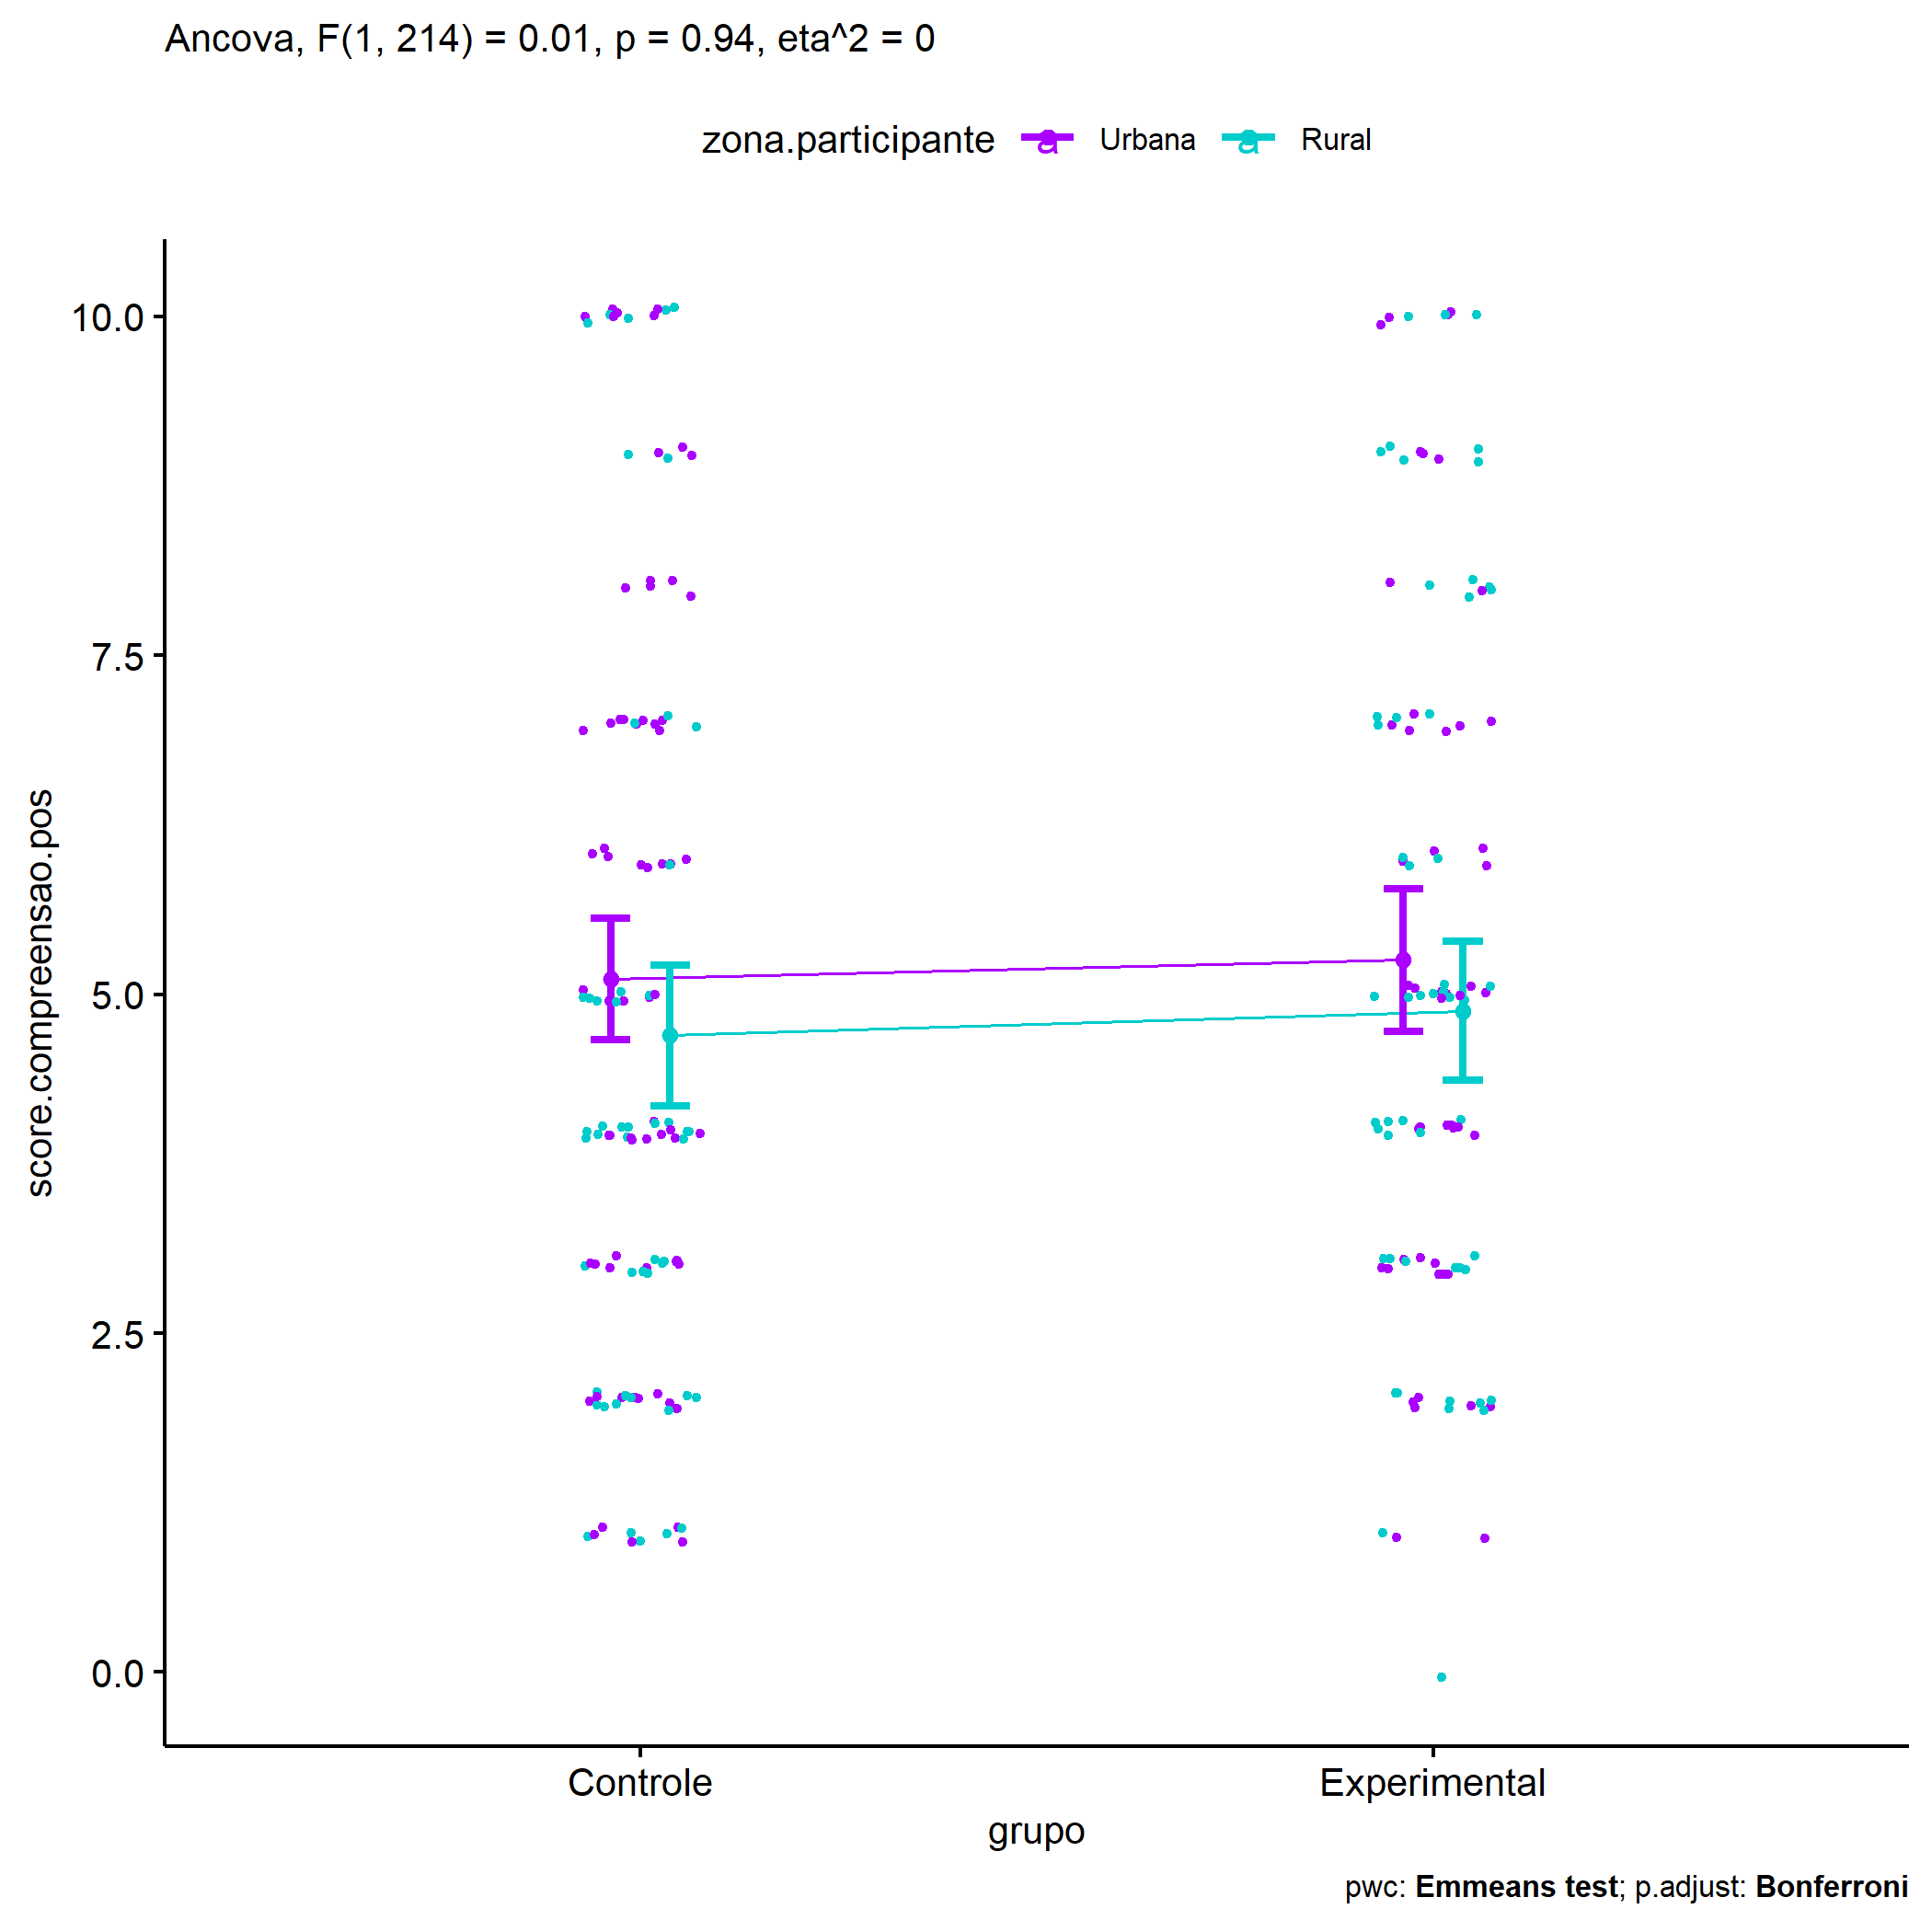 Ancova, F(1, 214) = 0.01, p = 0.94, eta^2 = 0
zona.participante a Urbana a Rural
10.0
7.5
5.0
2.5
0.0
score.compreensao.pos
Controle Experimental
grupo
pwc: Emmeans test; p.adjust: Bonferroni